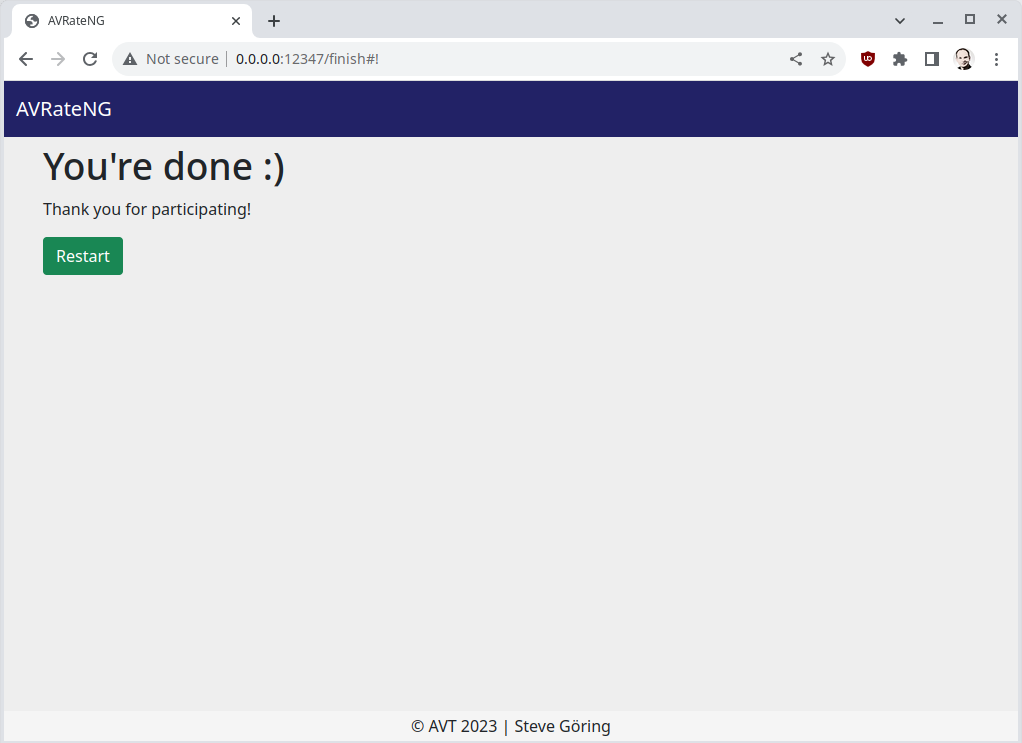 AVRateNG
Not secure 0.0.0.0:12347/finish#!
AVRateNG
You're done :)
Thank you for participating!
Restart
© AVT 2023 | Steve Göring